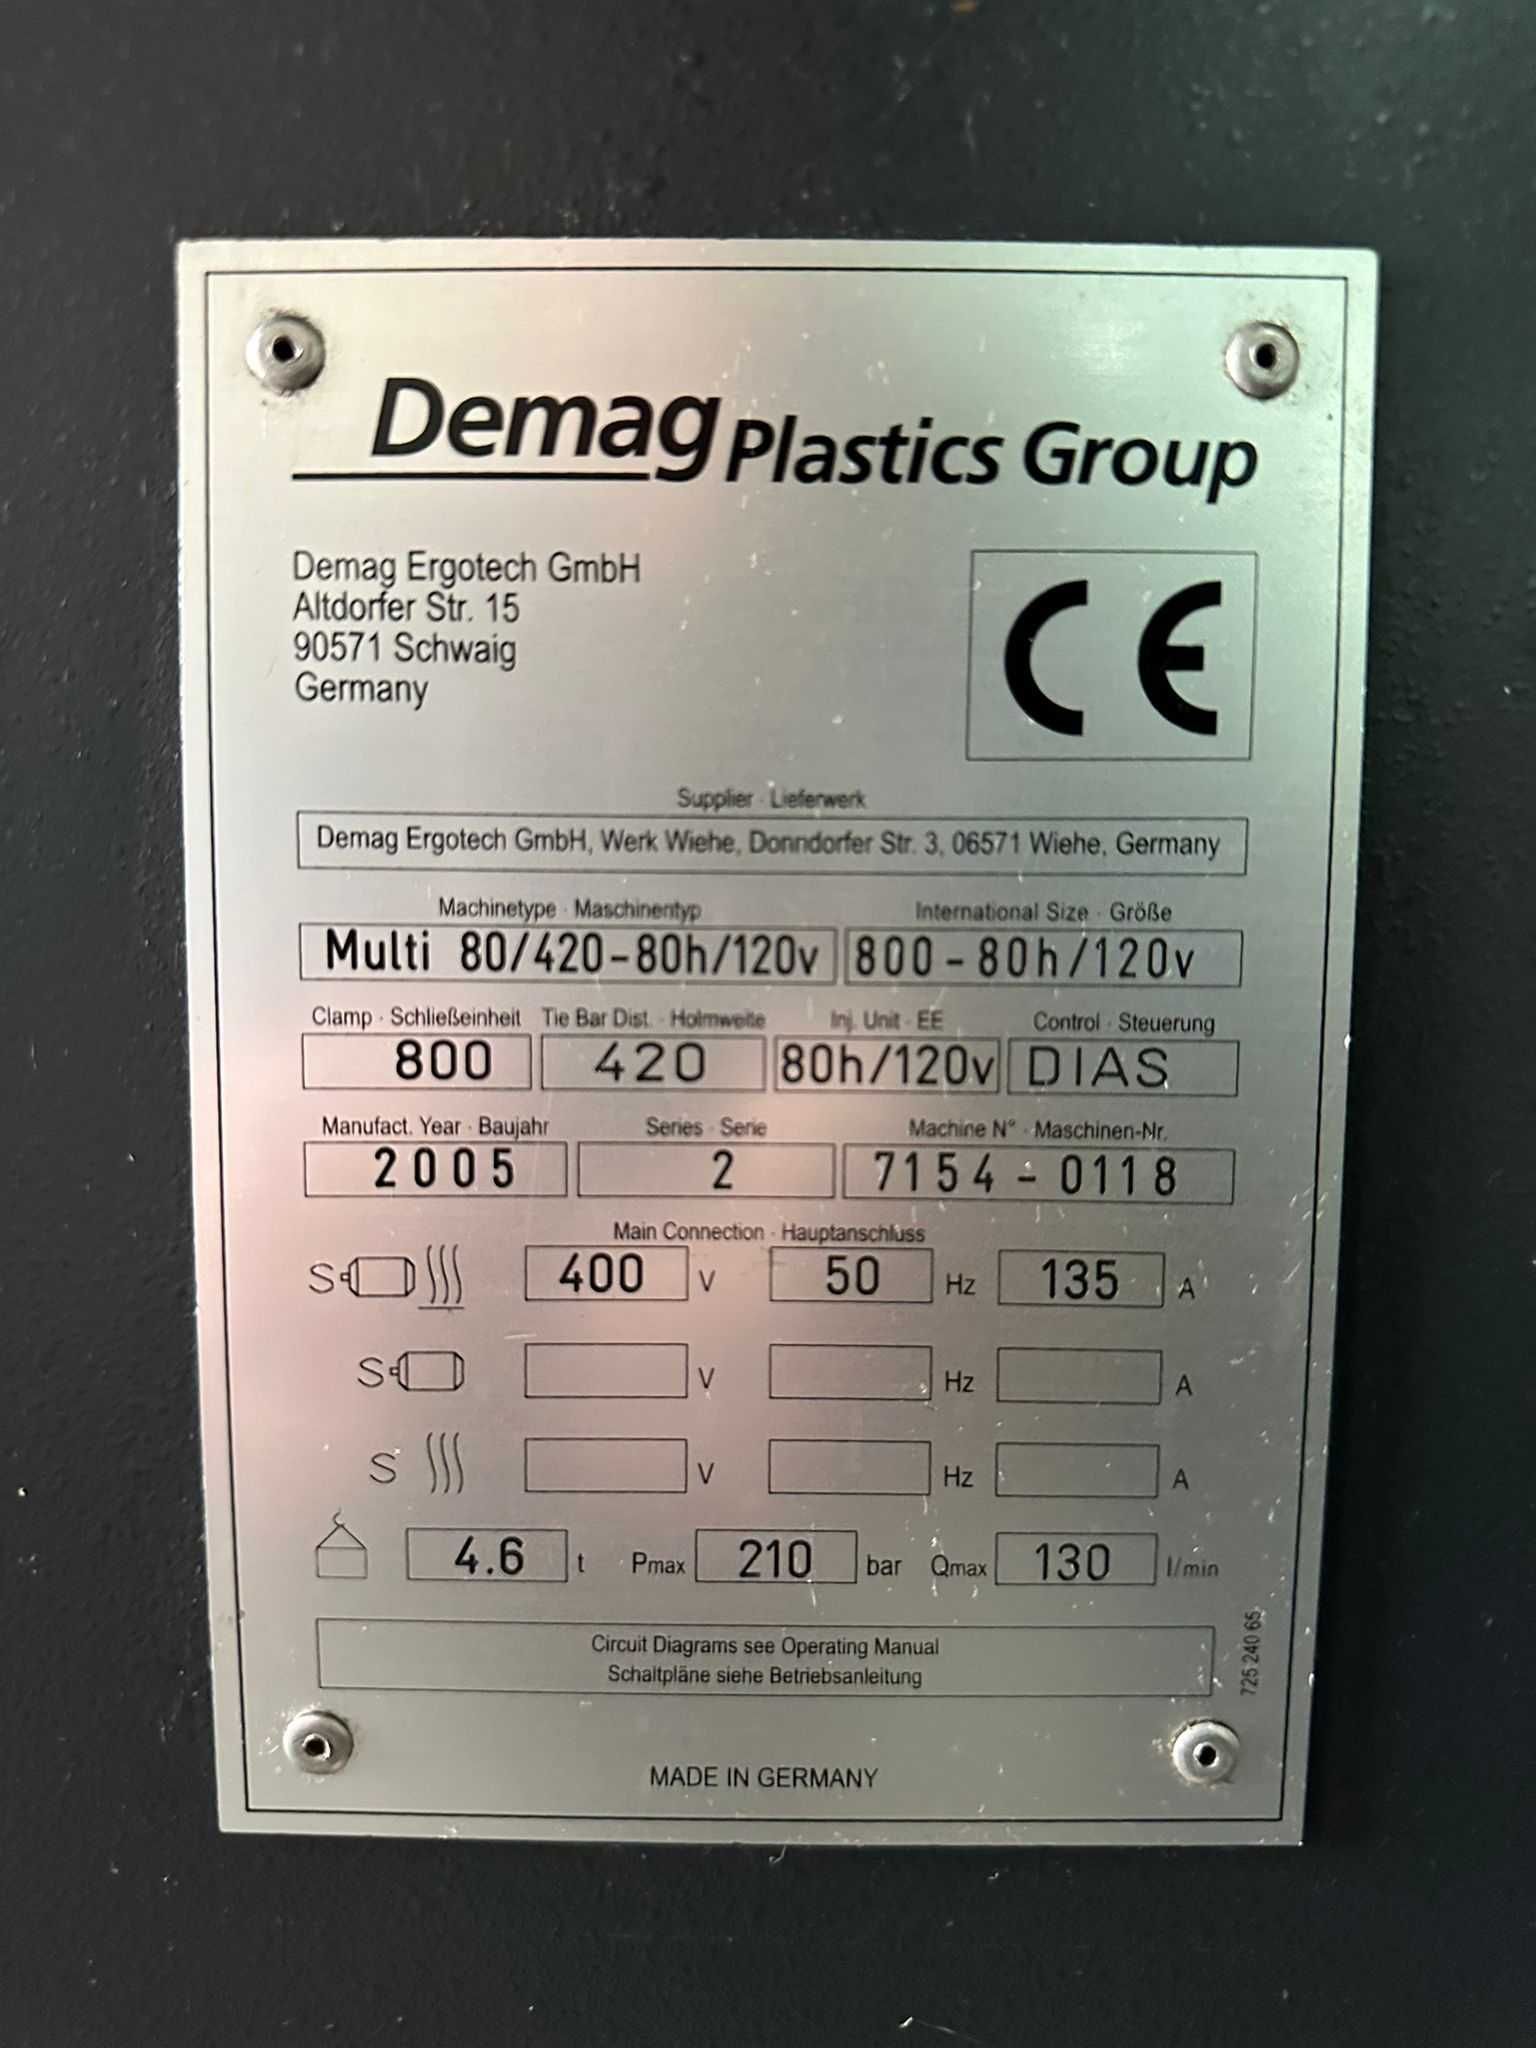 Demag Plastics Group
Demag Ergotech GmbH
Altdorfer Str. 15
90571 Schwaig
Germany
CE
Supplier · Lieferwerk
Demag Ergotech GmbH, Werk Wiehe, Donndorfer Str. 3, 06571 Wiehe, Germany
Machinetype · Maschinentyp International Size · Größe
Multi 80/420-80h/120v 800-80h/120v
Clamp · Schließeinheit Tie Bar Dist. · Holmweite Inj. Unit · EE Control · Steuerung
800 420 80h/120v DIAS
Manufact. Year · Baujahr Series · Serie Machine N° · Maschinen-Nr.
2005 2 7154-0118
Main Connection · Hauptanschluss
S 400 V 50 Hz 135 A
S V Hz A
S V Hz A
4.6 t Pmax 210 bar Qmax 130 l/min
Circuit Diagrams see Operating Manual
Schaltpläne siehe Betriebsanleitung
725 240 65
MADE IN GERMANY